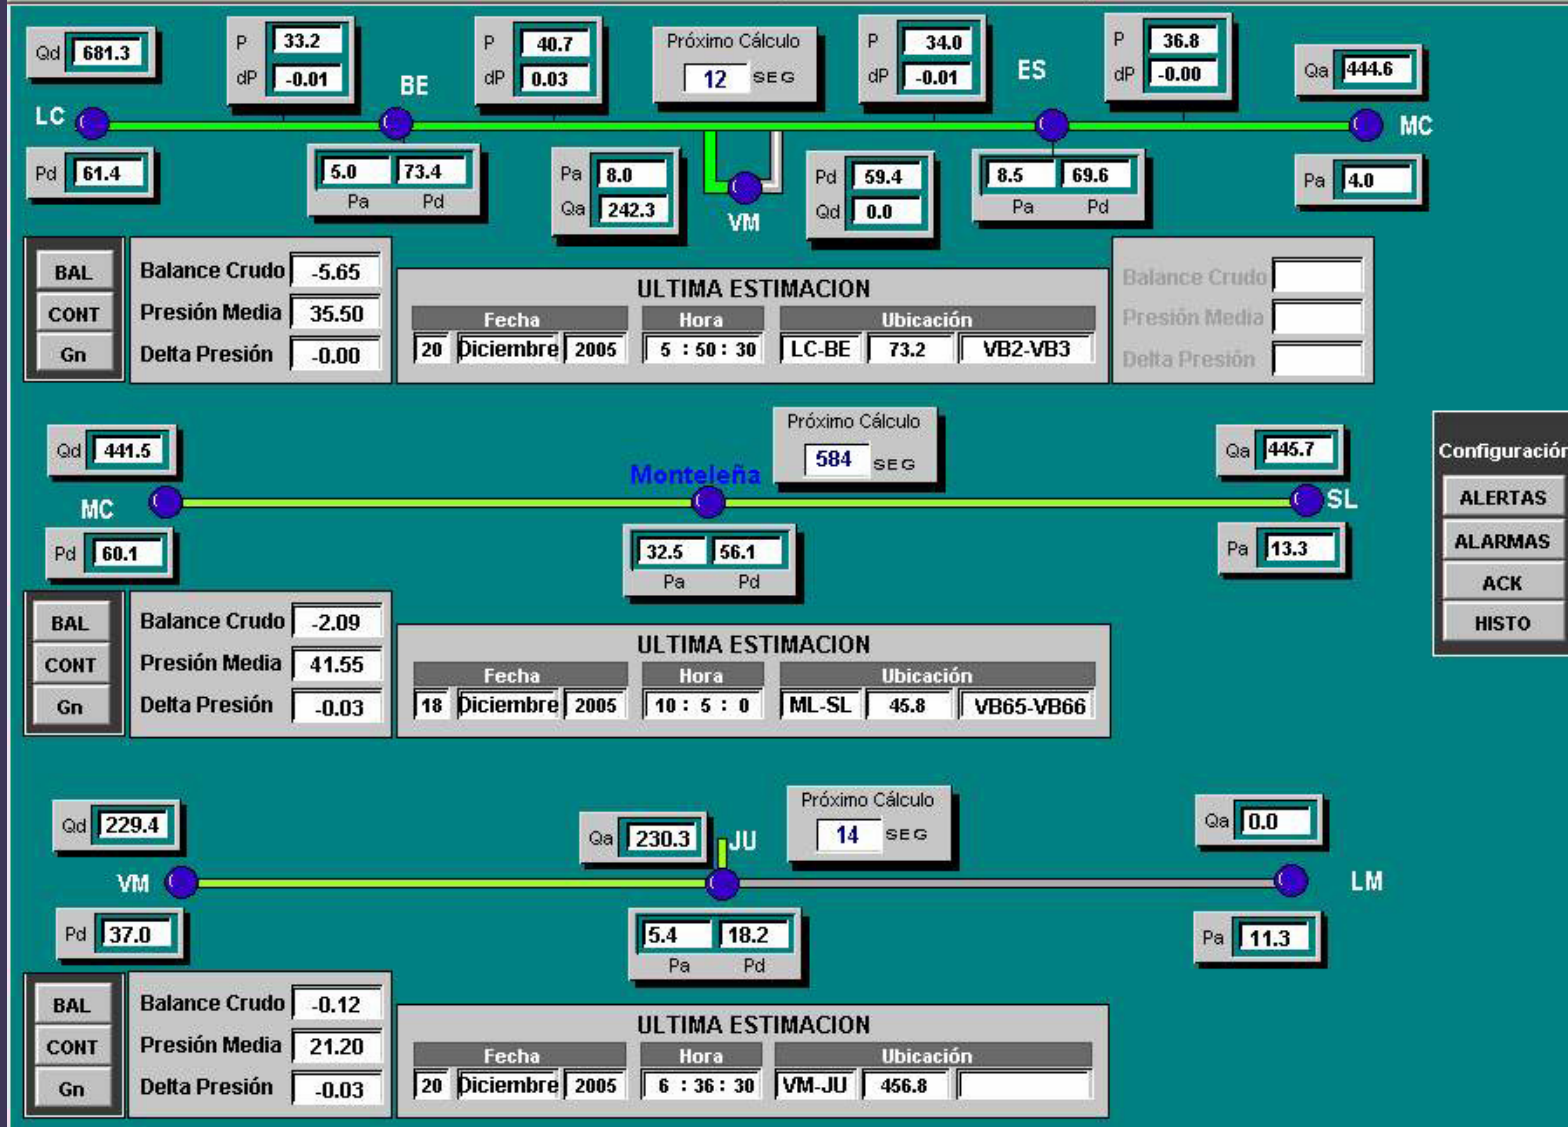 Qd 681.3
P 33.2
dP -0.01
BE
P 40.7
dP 0.03
Próximo Cálculo
12 SEG
P 34.0
dP -0.01
ES
P 36.8
dP -0.00
Qa 444.6
LC
MC
Pd 61.4
5.0 73.4
Pa Pd
Pa 8.0
Qa 242.3
VM
Pd 59.4
Qd 0.0
8.5 69.6
Pa Pd
Pa 4.0
BAL
CONT
Gn
Balance Crudo -5.65
Presión Media 35.50
Delta Presión -0.00
ULTIMA ESTIMACION
Fecha Hora Ubicación
20 Diciembre 2005 5 : 50 : 30 LC-BE 73.2 VB2-VB3
Balance Crudo
Presión Media
Delta Presión
Próximo Cálculo
584 SEG
Qd 441.5
Monteleña
Qa 445.7
MC
SL
Pd 60.1
32.5 56.1
Pa Pd
Pa 13.3
Configuración
ALERTAS
ALARMAS
ACK
HISTO
BAL
CONT
Gn
Balance Crudo -2.09
Presión Media 41.55
Delta Presión -0.03
ULTIMA ESTIMACION
Fecha Hora Ubicación
18 Diciembre 2005 10 : 5 : 0 ML-SL 45.8 VB65-VB66
Próximo Cálculo
14 SEG
Qd 229.4
Qa 230.3
JU
Qa 0.0
VM
LM
Pd 37.0
5.4 18.2
Pa Pd
Pa 11.3
BAL
CONT
Gn
Balance Crudo -0.12
Presión Media 21.20
Delta Presión -0.03
ULTIMA ESTIMACION
Fecha Hora Ubicación
20 Diciembre 2005 6 : 36 : 30 VM-JU 456.8